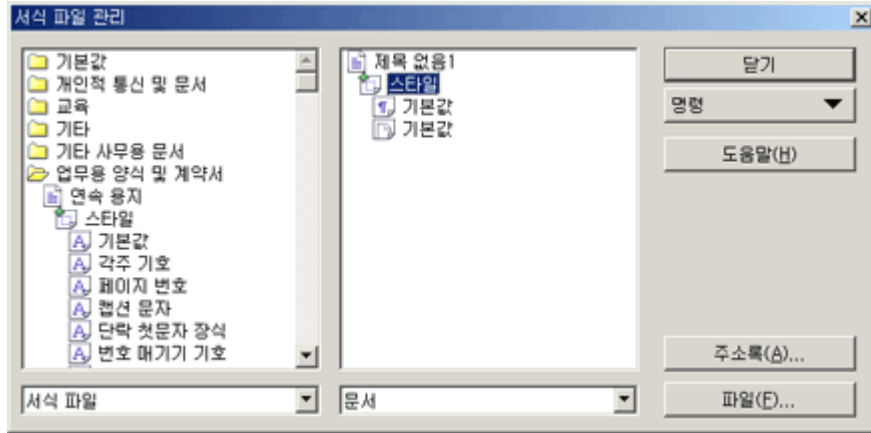 서식 파일 관리
기본값
개인적 통신 및 문서
교육
기타
기타 사무용 문서
업무용 양식 및 계약서
연속 용지
스타일
기본값
각주 기호
페이지 번호
캡션 문자
단락 첫문자 장식
번호 매기기 기호
서식 파일
제목 없음1
스타일
기본값
기본값
문서
닫기
명령
도움말(H)
주소록(A)...
파일(F)...